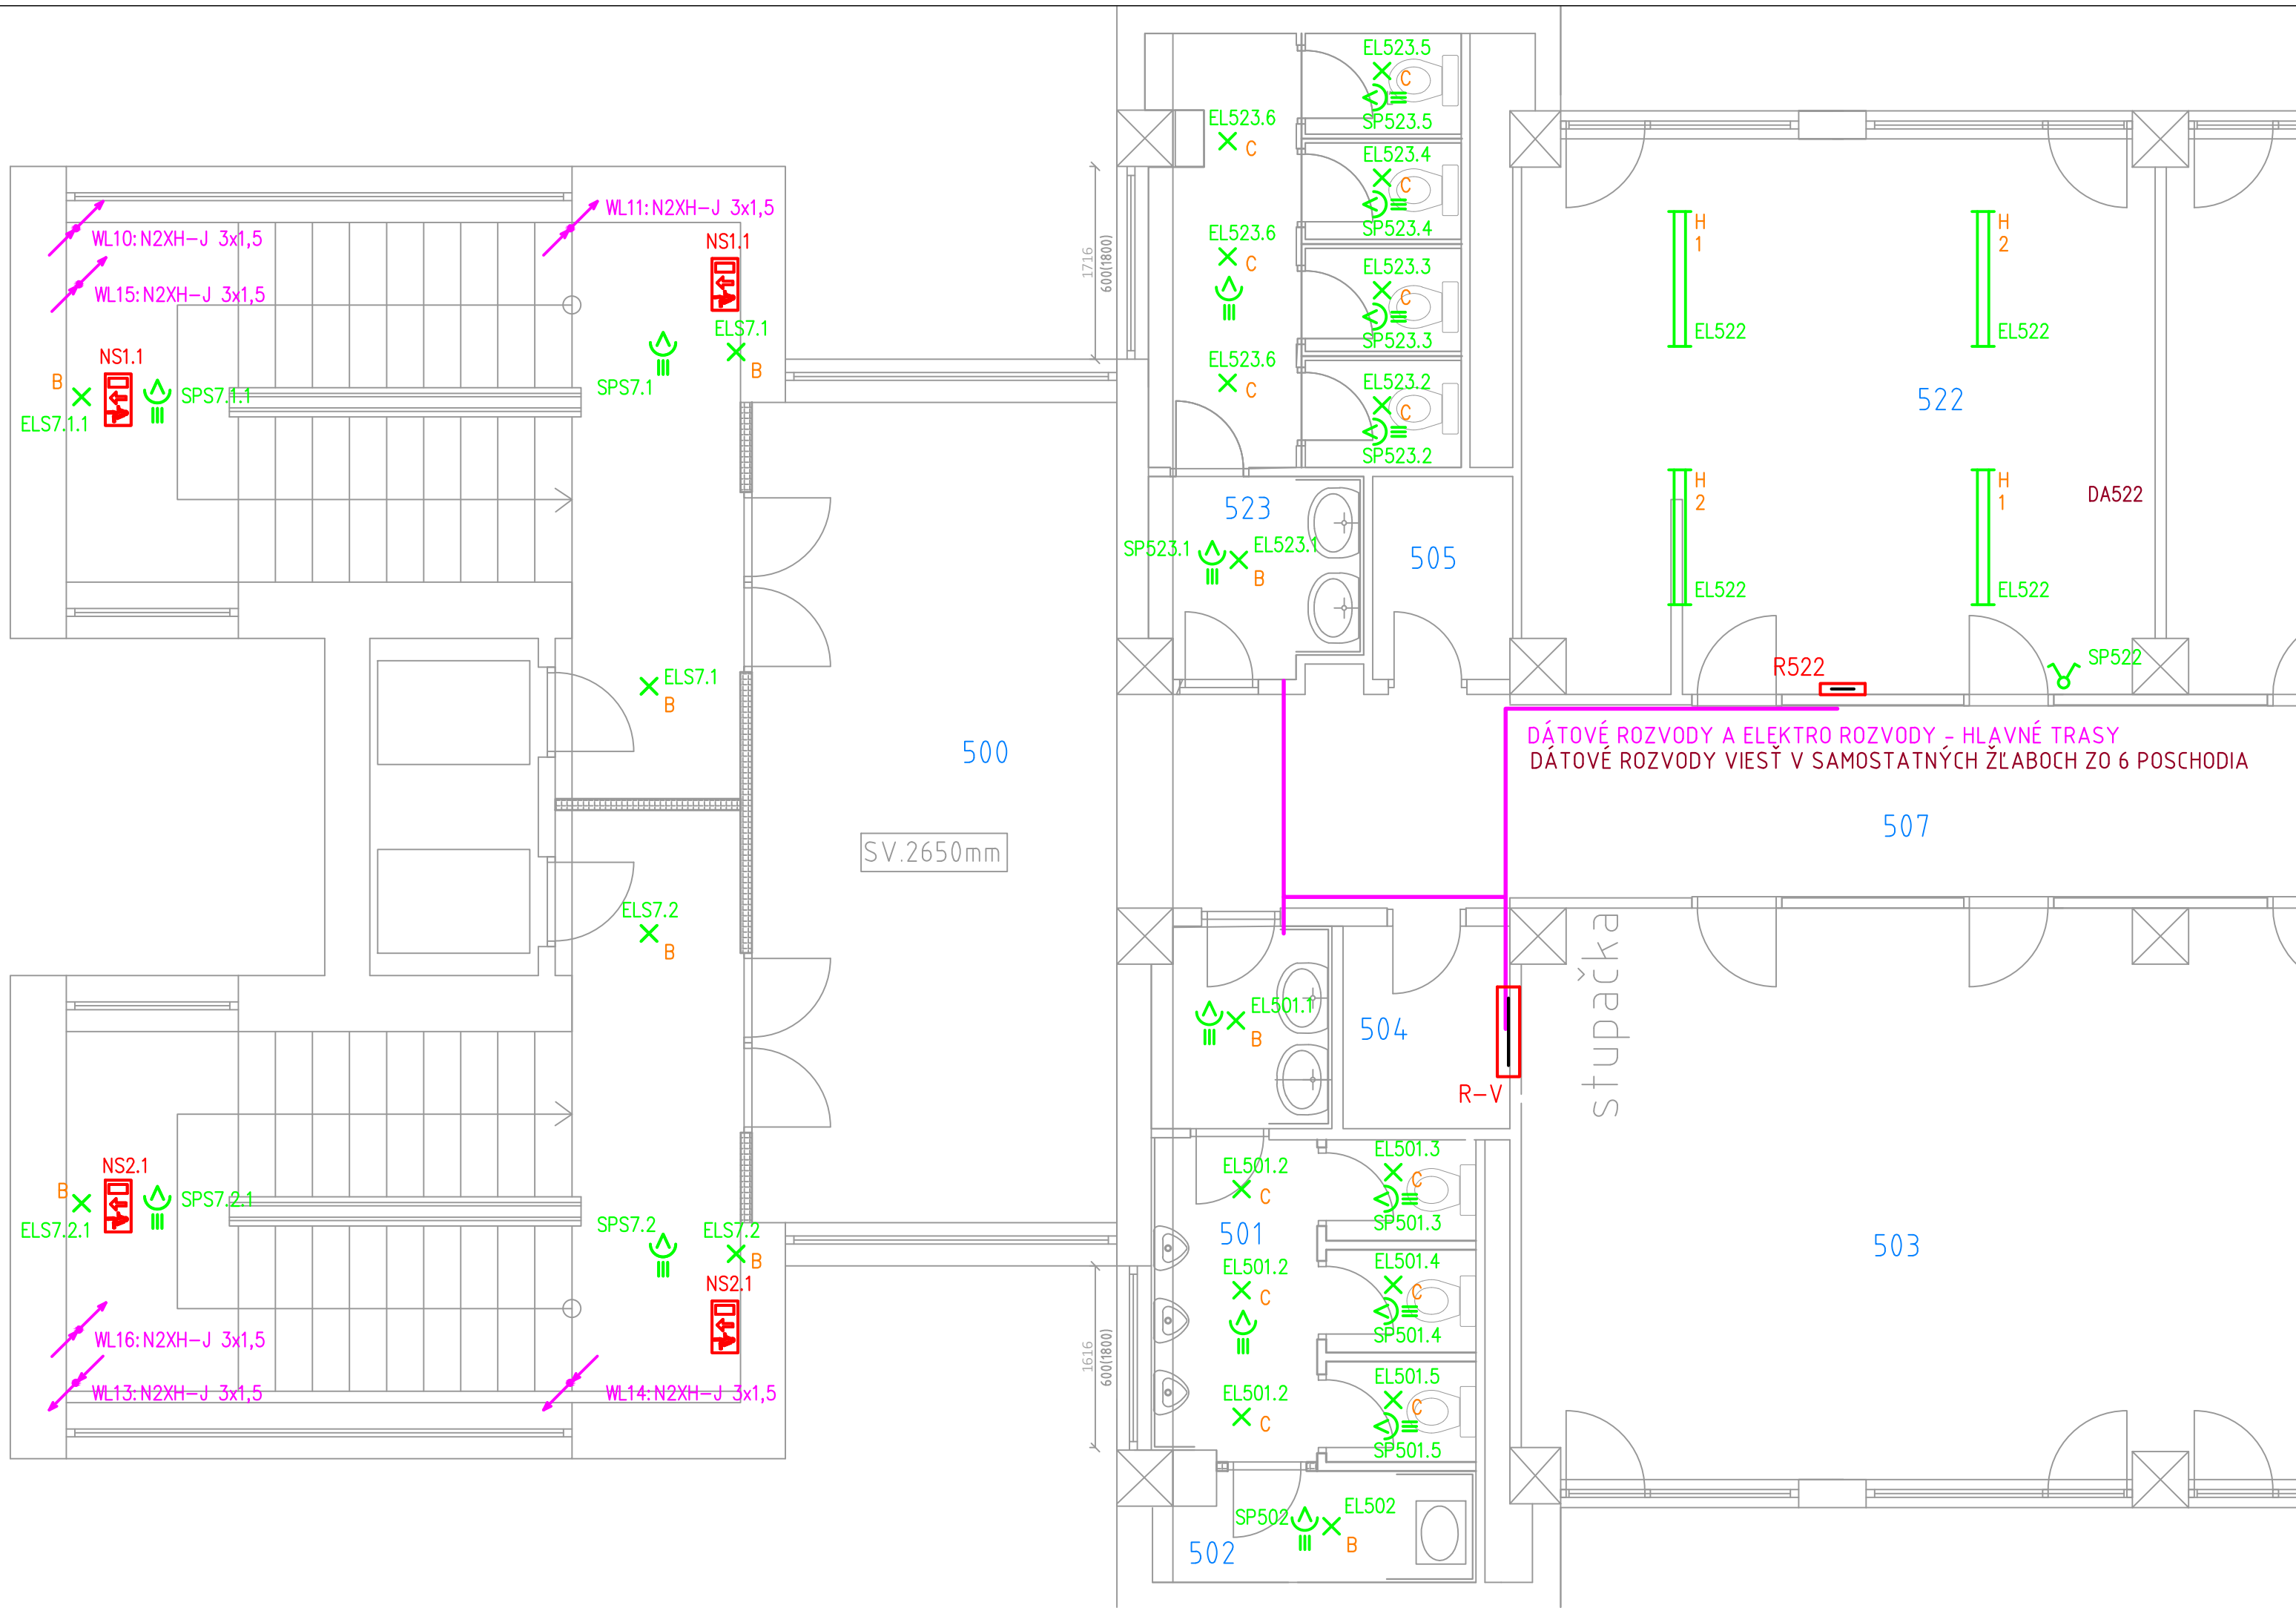 EL523.5
C
SP523.5
EL523.6
C
EL523.4
C
SP523.4
WL11:N2XH-J 3x1,5
WL10:N2XH-J 3x1,5
NS1.1
H
1
H
2
EL523.6
C
1716
600(1800)
EL523.3
C
SP523.3
WL15:N2XH-J 3x1,5
ELS7.1
B
EL522
EL522
NS1.1
B
SPS7.1.1
ELS7.1.1
SPS7.1
EL523.6
C
EL523.2
C
SP523.2
522
H
2
H
1
DA522
523
SP523.1
EL523.1
B
505
EL522
EL522
ELS7.1
B
R522
SP522
500
DÁTOVÉ ROZVODY A ELEKTRO ROZVODY - HLAVNÉ TRASY
DÁTOVÉ ROZVODY VIESŤ V SAMOSTATNÝCH ŽĽABOCH ZO 6 POSCHODIA
507
SV.2650mm
ELS7.2
B
stupačka
EL501.1
B
504
R-V
NS2.1
B
SPS7.2.1
ELS7.2.1
EL501.2
C
EL501.3
C
SP501.3
SPS7.2
ELS7.2
B
501
503
NS2.1
EL501.2
C
EL501.4
C
SP501.4
WL16:N2XH-J 3x1,5
1616
600(1800)
WL13:N2XH-J 3x1,5
WL14:N2XH-J 3x1,5
EL501.2
C
EL501.5
C
SP501.5
SP502
EL502
B
502